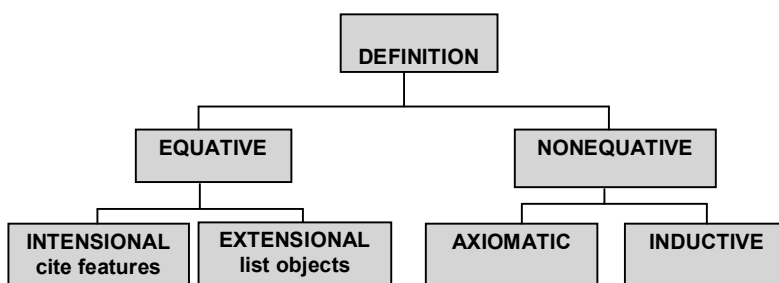 DEFINITION
EQUATIVE
NONEQUATIVE
INTENSIONAL
cite features
EXTENSIONAL
list objects
AXIOMATIC
INDUCTIVE